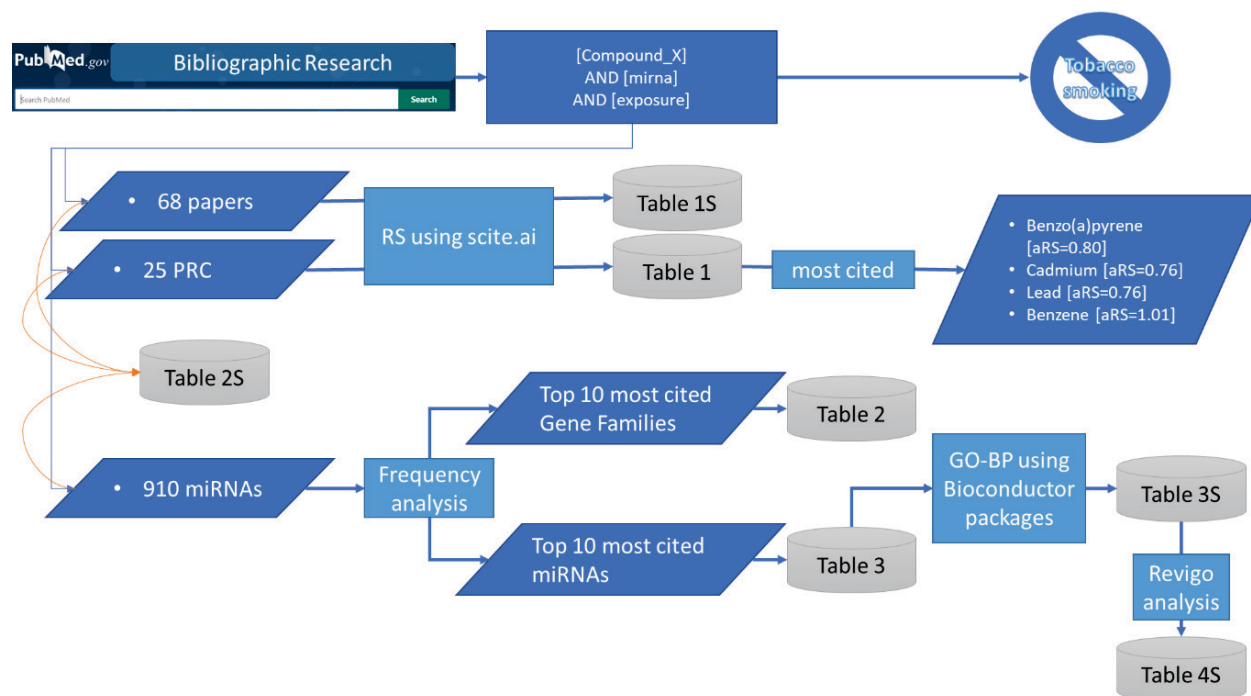 PubMed.gov
Bibliographic Research
Search PubMed
Search
[Compound_X]
AND [mirna]
AND [exposure]
Tobacco
smoking
• 68 papers
• 25 PRC
RS using scite.ai
Table 1S
Table 1
most cited
• Benzo(a)pyrene
[aRS=0.80]
• Cadmium [aRS=0.76]
• Lead [aRS=0.76]
• Benzene [aRS=1.01]
Table 2S
• 910 miRNAs
Frequency
analysis
Top 10 most cited
Gene Families
Table 2
Top 10 most cited
miRNAs
Table 3
GO-BP using
Bioconductor
packages
Table 3S
Revigo
analysis
Table 4S